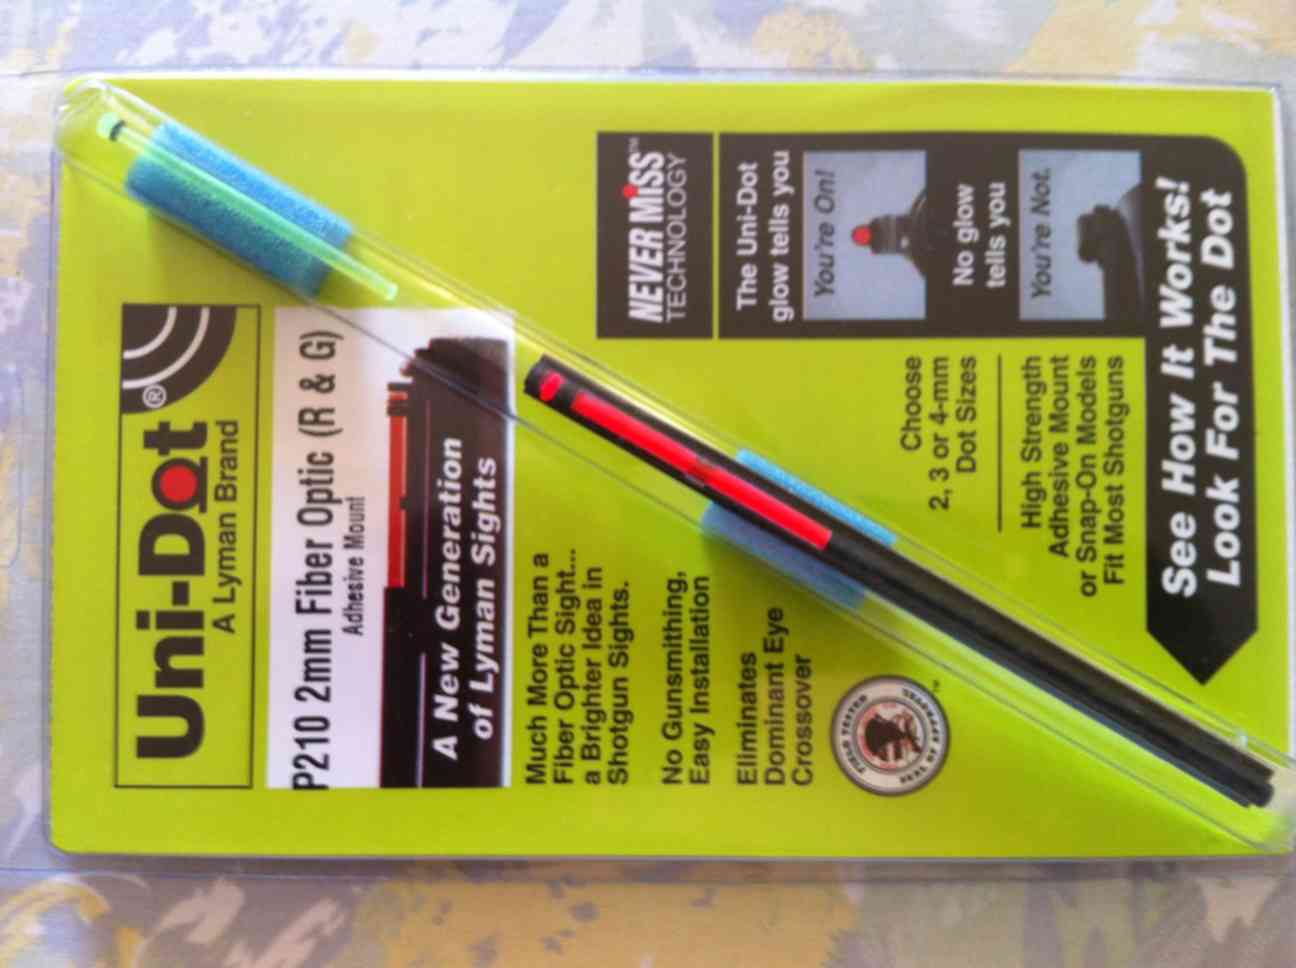 Uni-Dot®
A Lyman Brand
P210 2mm Fiber Optic (R & G)
Adhesive Mount
A New Generation
of Lyman Sights
Much More Than a
Fiber Optic Sight...
a Brighter Idea in
Shotgun Sights.
No Gunsmithing,
Easy Installation
Eliminates
Dominant Eye
Crossover
NEVER MiSS™
TECHNOLOGY
The Uni-Dot
glow tells you
You're On!
No glow
tells you
You're Not.
Choose
2, 3 or 4-mm
Dot Sizes
High Strength
Adhesive Mount
or Snap-On Models
Fit Most Shotguns
See How It Works!
Look For The Dot
FIELD TESTED
™